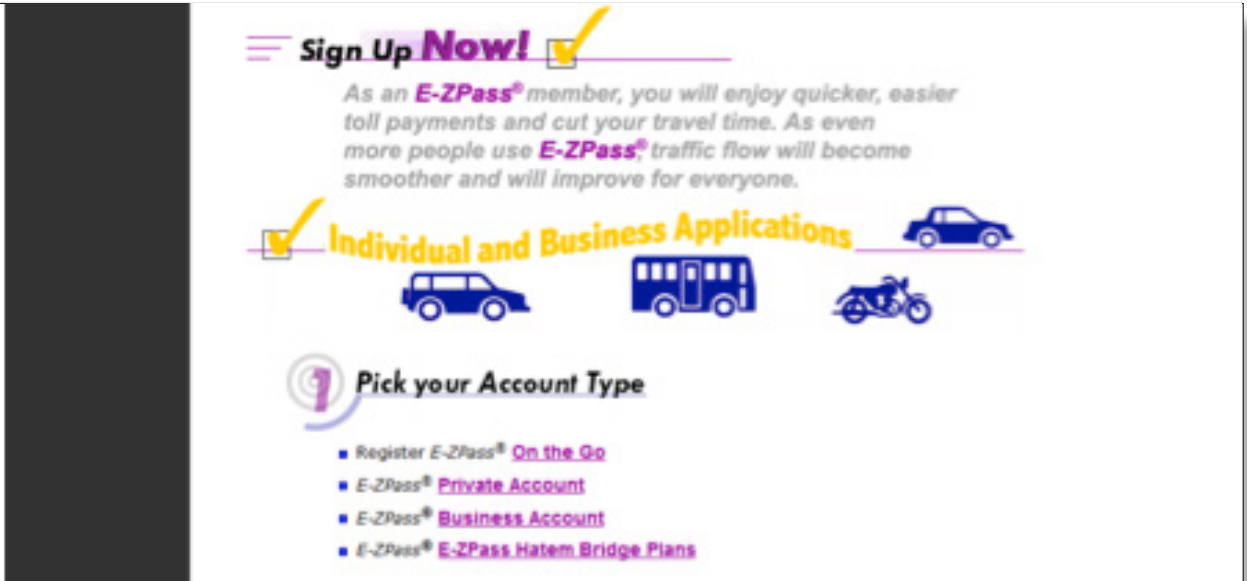 Sign Up Now!
As an E-ZPass® member, you will enjoy quicker, easier
toll payments and cut your travel time. As even
more people use E-ZPass®, traffic flow will become
smoother and will improve for everyone.
Individual and Business Applications
1 Pick your Account Type
Register E-ZPass® On the Go
E-ZPass® Private Account
E-ZPass® Business Account
E-ZPass® E-ZPass Hatem Bridge Plans